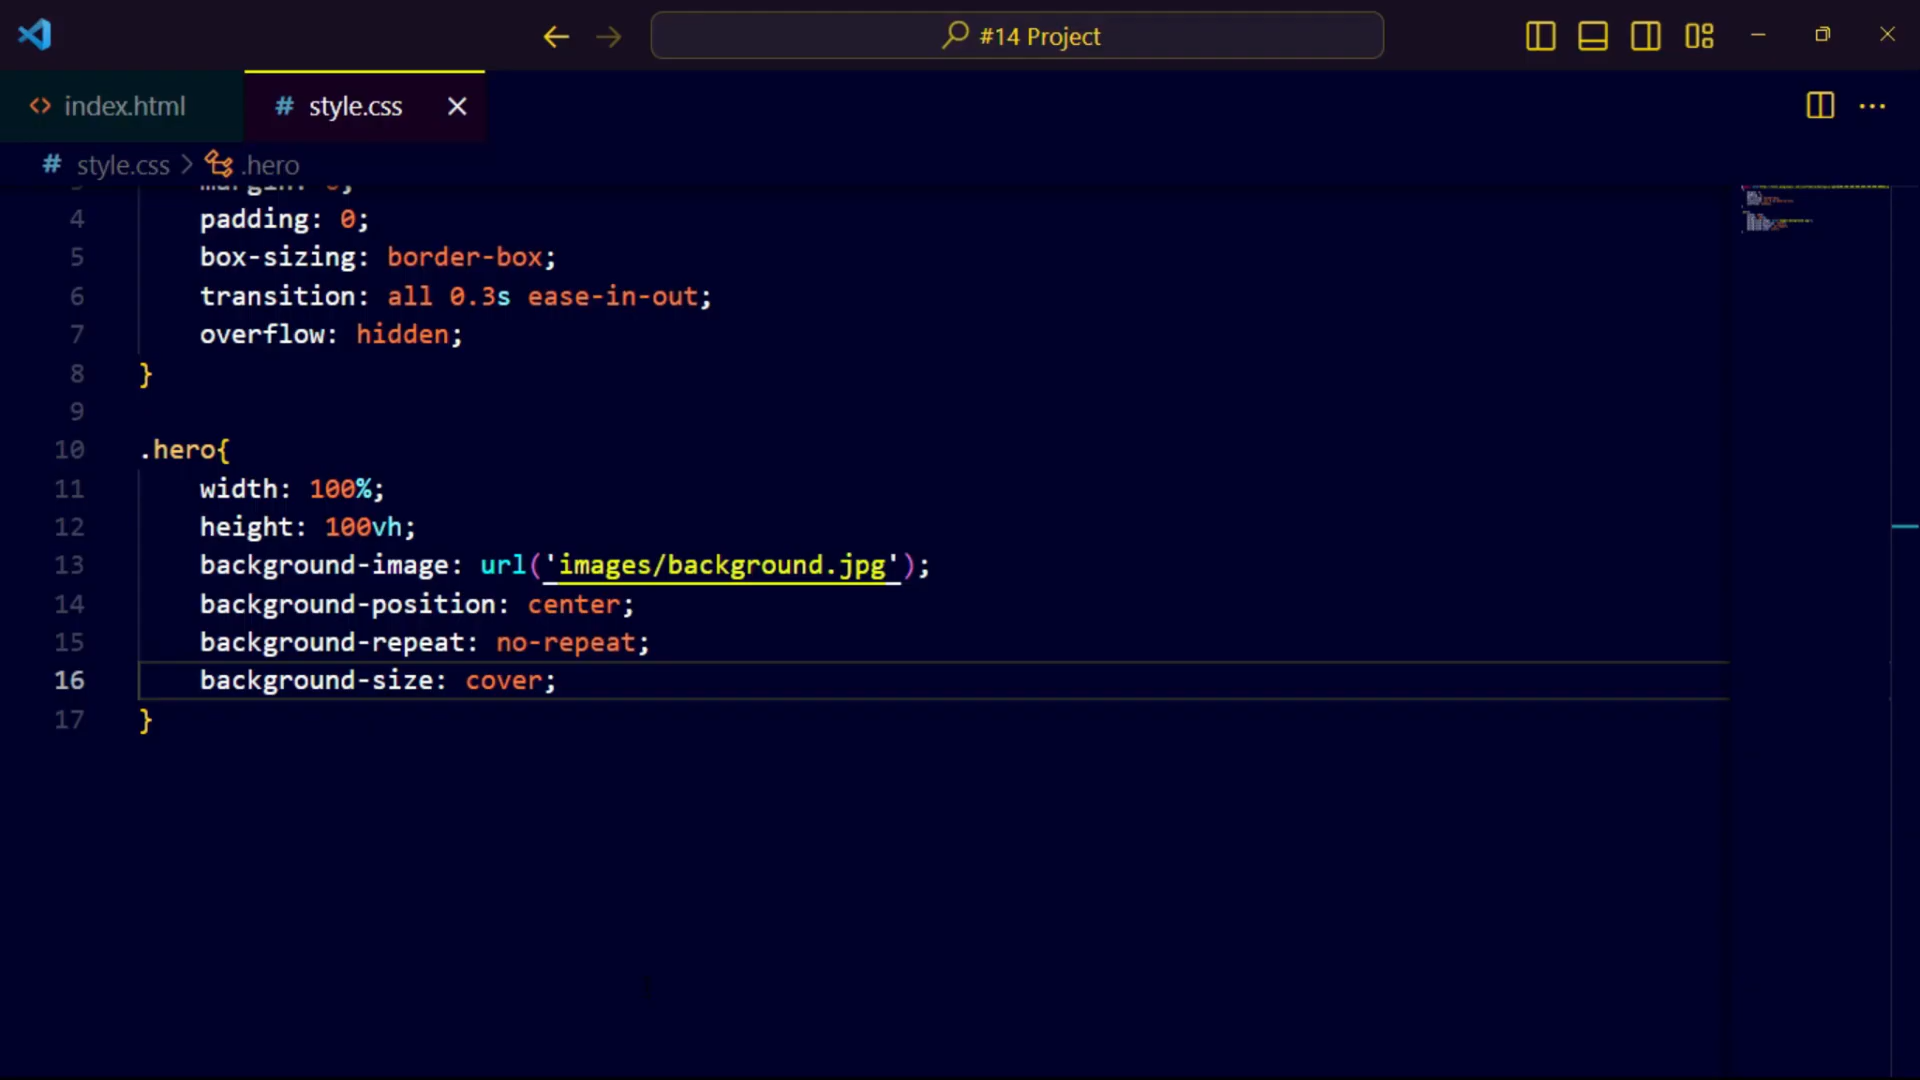 #14 Project
<> index.html
# style.css
# style.css > .hero
3 margin: 0;
4 padding: 0;
5 box-sizing: border-box;
6 transition: all 0.3s ease-in-out;
7 overflow: hidden;
8 }
9
10 .hero{
11 width: 100%;
12 height: 100vh;
13 background-image: url('images/background.jpg');
14 background-position: center;
15 background-repeat: no-repeat;
16 background-size: cover;
17 }